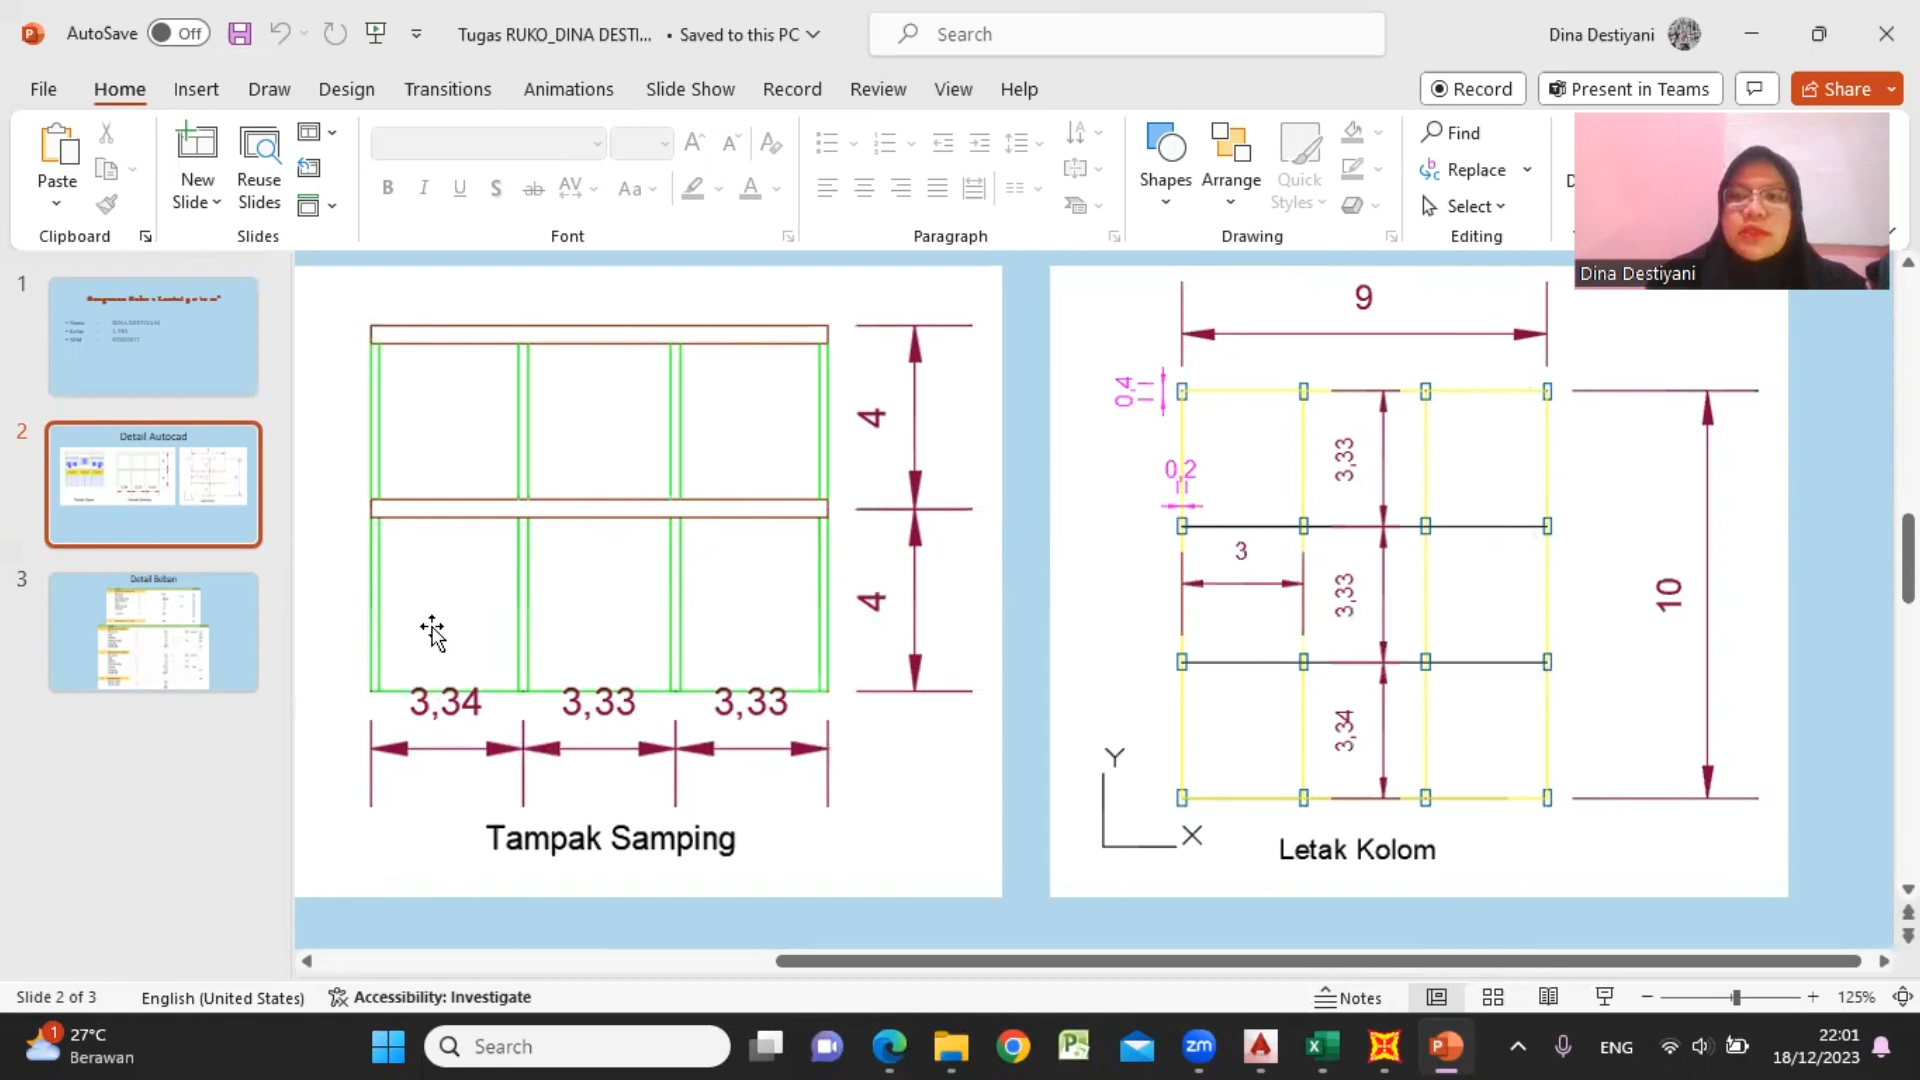 AutoSave Off Tugas RUKO_DINA DESTI... • Saved to this PC Search Dina Destiyani
File Home Insert Draw Design Transitions Animations Slide Show Record Review View Help Record Present in Teams Share
Paste New Slide Reuse Slides Shapes Arrange Quick Styles Find Replace Select
Clipboard Slides Font Paragraph Drawing Editing
Dina Destiyani
1
2
Detail Autocad
3
Detail Beban
4
4
3,34 3,33 3,33
Tampak Samping
9
0,4
0,2
3
3,33
3,33
3,34
10
Y
X
Letak Kolom
Slide 2 of 3 English (United States) Accessibility: Investigate Notes 125%
1 27°C
Berawan
Search
zm
ENG
22:01
18/12/2023